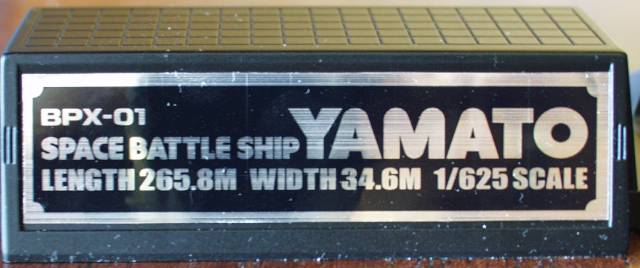 BPX-01
SPACE BATTLE SHIP YAMATO
LENGTH 265.8M WIDTH 34.6M 1/625 SCALE